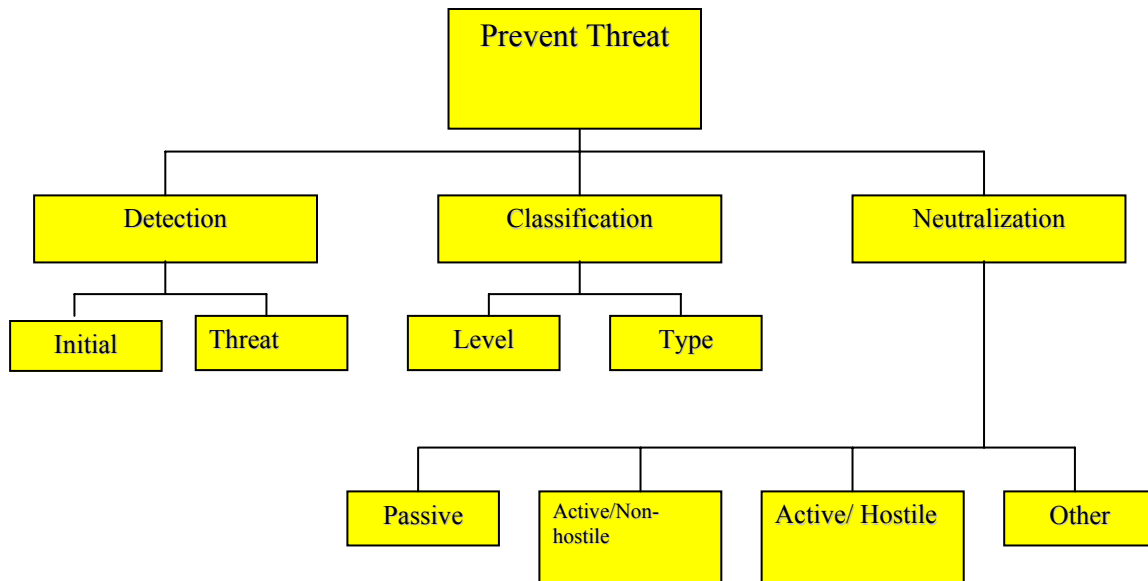 Prevent Threat
Detection
Classification
Neutralization
Initial
Threat
Level
Type
Passive
Active/Non-
hostile
Active/ Hostile
Other